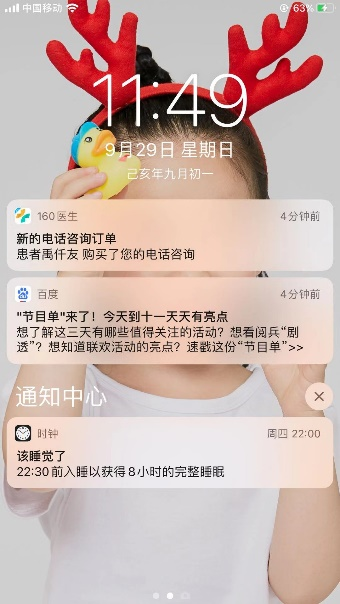 中国移动
63%
11:49
9月29日 星期日
己亥年九月初一
160医生
4分钟前
新的电话咨询订单
患者禹仟友 购买了您的电话咨询
百度
4分钟前
"节目单"来了！今天到十一天天有亮点
想了解这三天有哪些值得关注的活动？想看阅兵“剧
透”？想知道联欢活动的亮点？速戳这份“节目单”>>
通知中心
时钟
周四 22:00
该睡觉了
22:30前入睡以获得8小时的完整睡眠